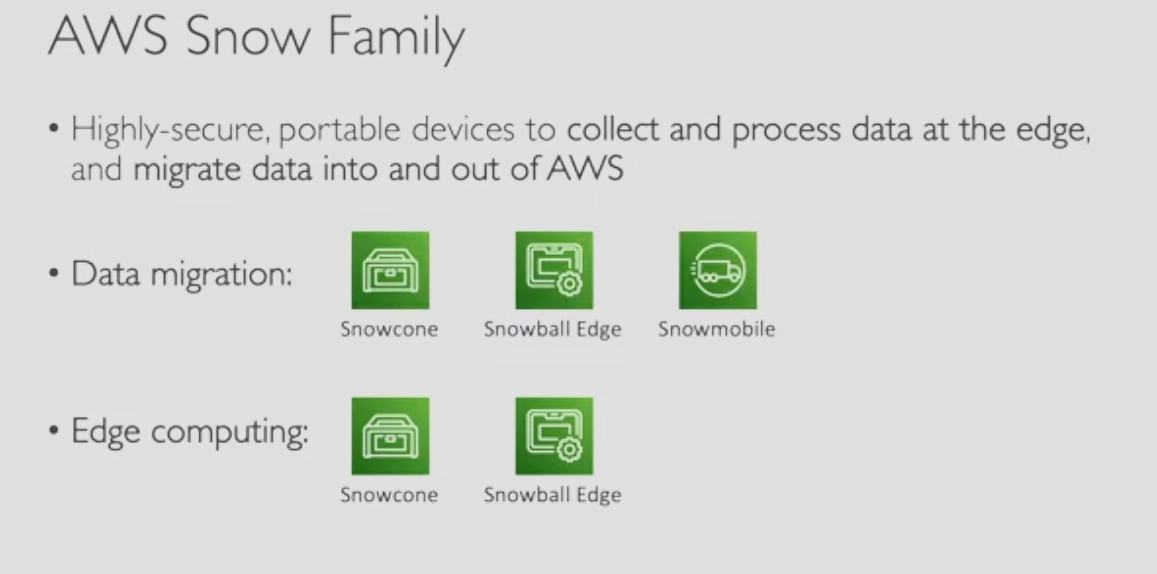 AWS Snow Family
• Highly-secure, portable devices to collect and process data at the edge,
and migrate data into and out of AWS
• Data migration:
Snowcone Snowball Edge Snowmobile
• Edge computing:
Snowcone Snowball Edge